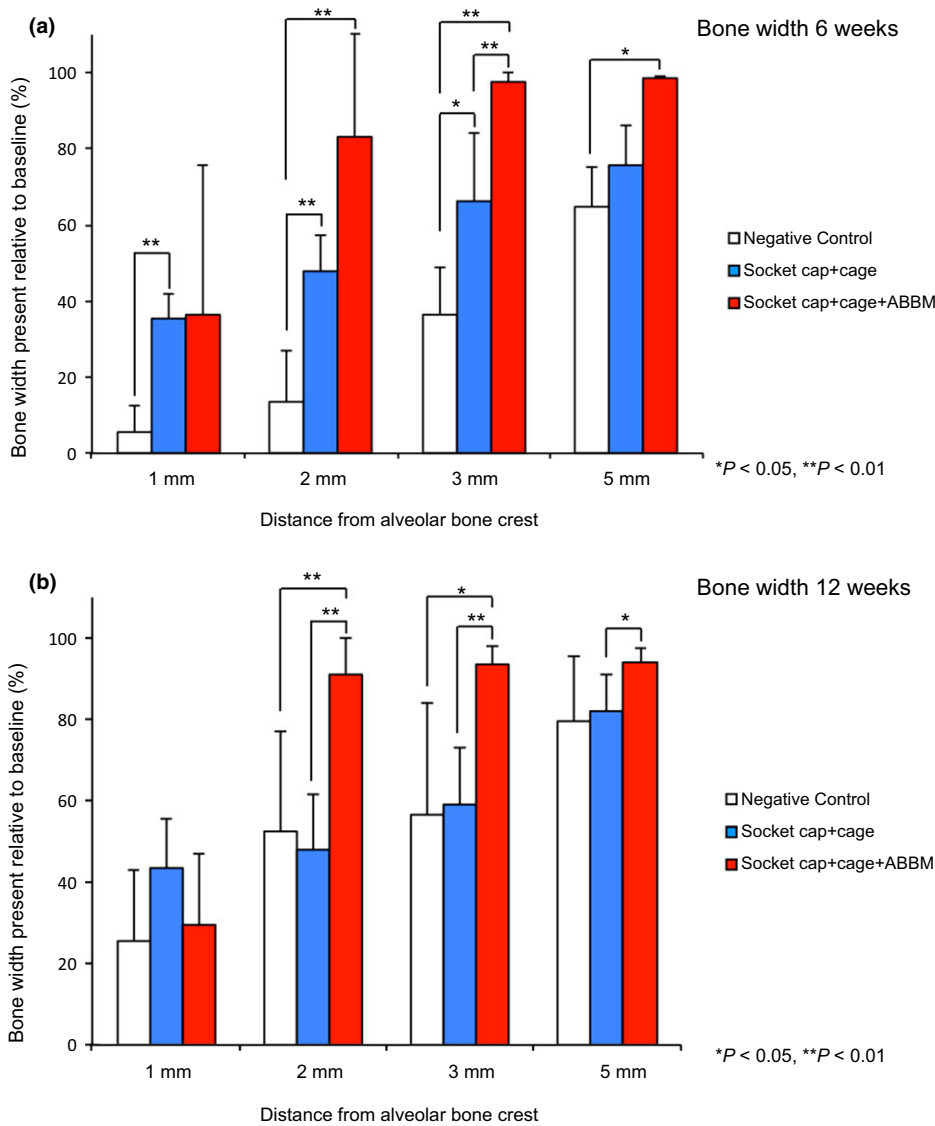 (a)
Bone width 6 weeks
Bone width present relative to baseline (%)
100
80
60
40
20
0
** ** ** ** ** * *
1 mm 2 mm 3 mm 5 mm
Distance from alveolar bone crest
Negative Control
Socket cap+cage
Socket cap+cage+ABBM
*P < 0.05, **P < 0.01
(b)
Bone width 12 weeks
Bone width present relative to baseline (%)
100
80
60
40
20
0
** ** * ** *
1 mm 2 mm 3 mm 5 mm
Distance from alveolar bone crest
Negative Control
Socket cap+cage
Socket cap+cage+ABBM
*P < 0.05, **P < 0.01